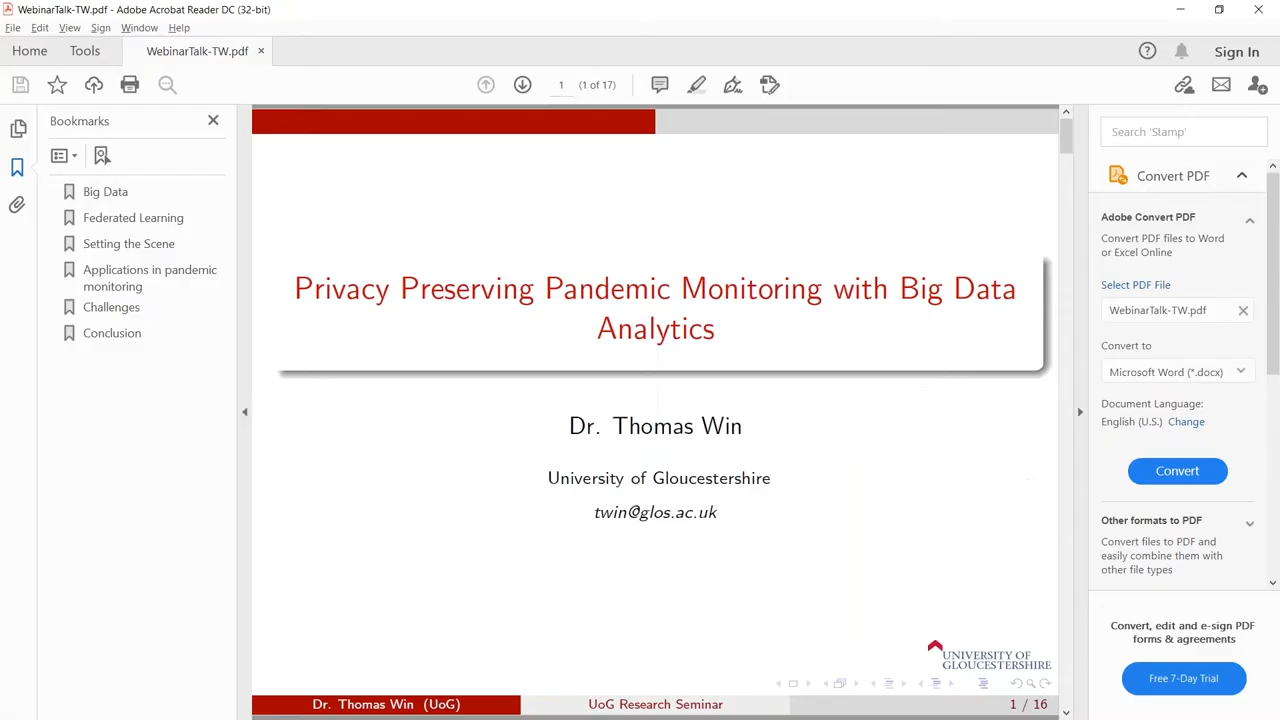 WebinarTalk-TW.pdf - Adobe Acrobat Reader DC (32-bit)
File Edit View Sign Window Help
Home Tools WebinarTalk-TW.pdf × Sign In
1 (1 of 17)
Bookmarks
Big Data
Federated Learning
Setting the Scene
Applications in pandemic
monitoring
Challenges
Conclusion
Privacy Preserving Pandemic Monitoring with Big Data
Analytics
Dr. Thomas Win
University of Gloucestershire
twin@glos.ac.uk
UNIVERSITY OF
GLOUCESTERSHIRE
Dr. Thomas Win (UoG) UoG Research Seminar 1 / 16
Search 'Stamp'
Convert PDF
Adobe Convert PDF
Convert PDF files to Word
or Excel Online
Select PDF File
WebinarTalk-TW.pdf
Convert to
Microsoft Word (*.docx)
Document Language:
English (U.S.) Change
Convert
Other formats to PDF
Convert files to PDF and
easily combine them with
other file types
Convert, edit and e-sign PDF
forms & agreements
Free 7-Day Trial